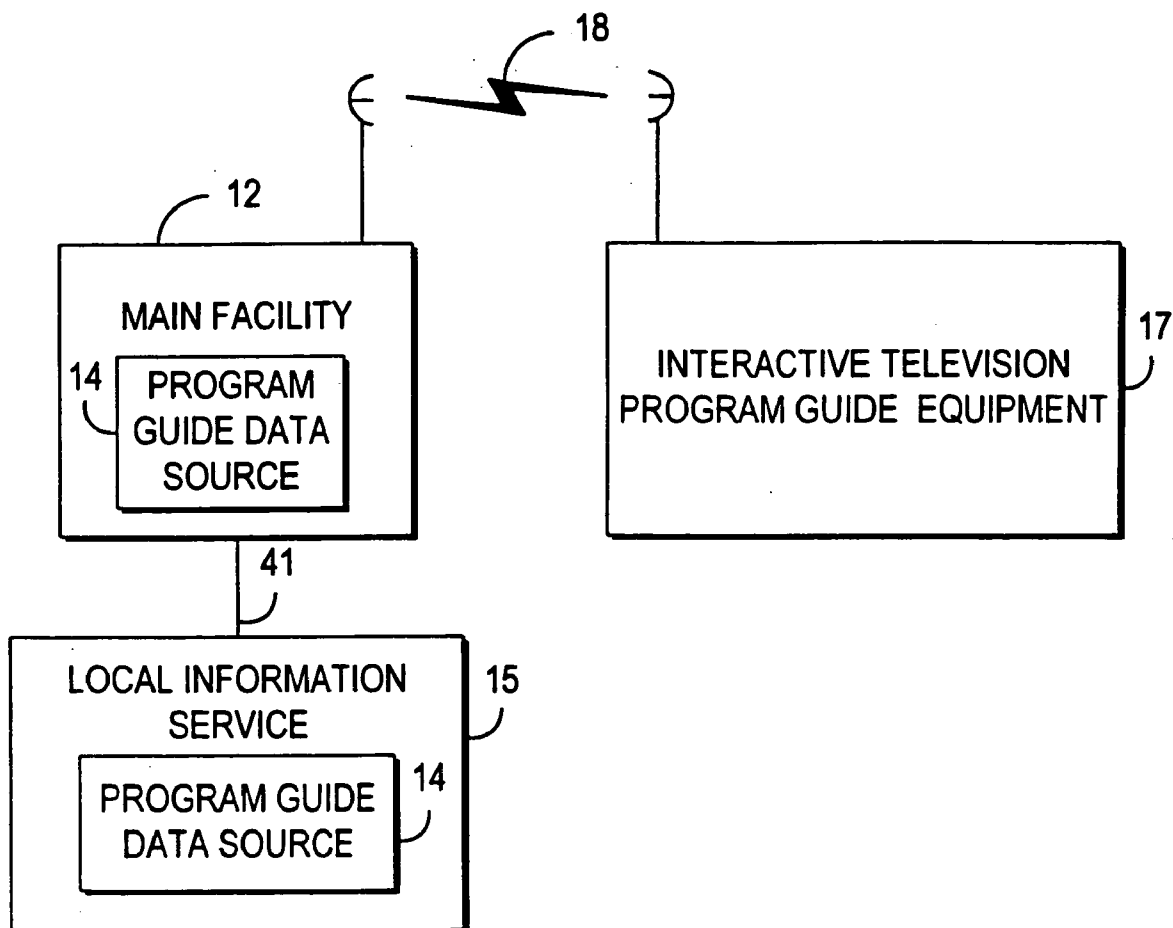 18
12
MAIN FACILITY
14
PROGRAM
GUIDE DATA
SOURCE
INTERACTIVE TELEVISION
PROGRAM GUIDE EQUIPMENT
17
41
LOCAL INFORMATION
SERVICE
15
PROGRAM GUIDE
DATA SOURCE
14